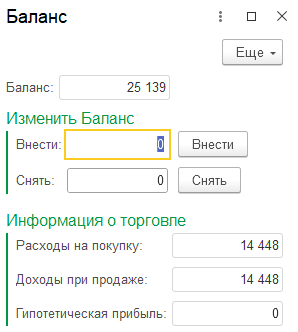 Баланс
Еще
Баланс: 25 139
Изменить Баланс
Внести: 0 Внести
Снять: 0 Снять
Информация о торговле
Расходы на покупку: 14 448
Доходы при продаже: 14 448
Гипотетическая прибыль: 0